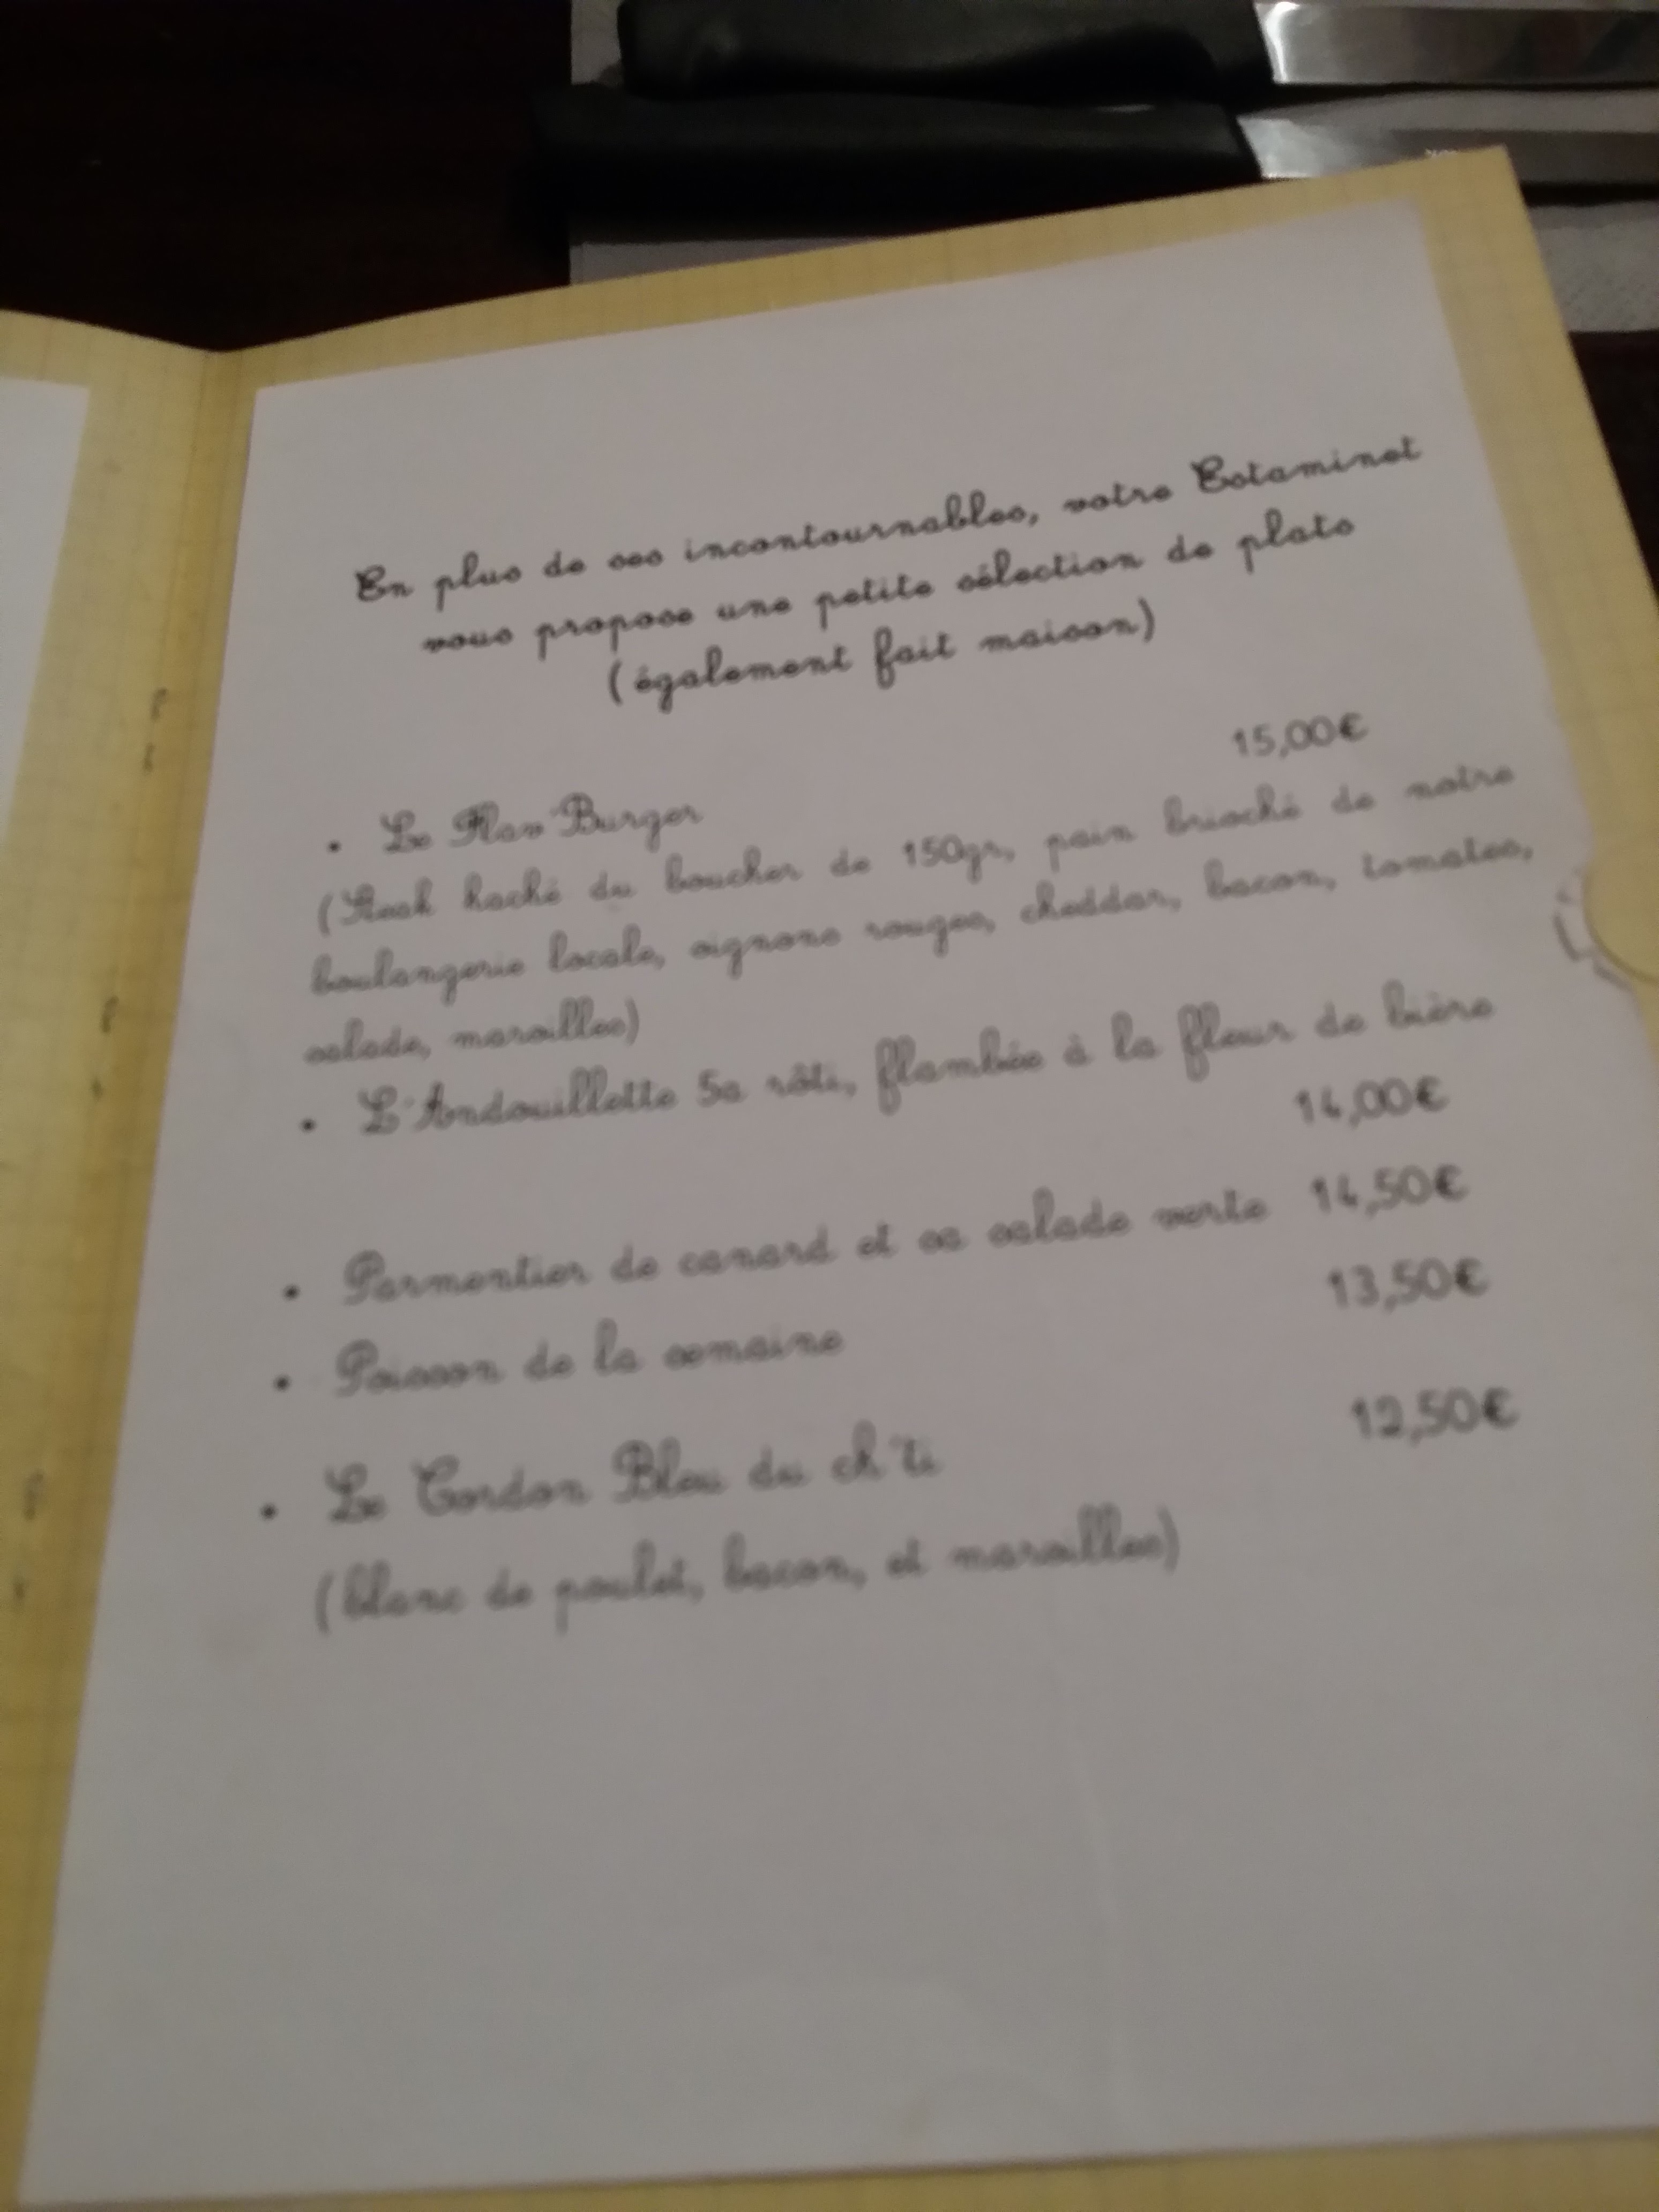 En plus de ses incontournables, votre Estaminet
vous propose une petite sélection de plats
(également fait maison)
15,00€
• Le Burger
(Steak haché du boucher de 150gr, pain brioché de notre
boulangerie locale, oignons rouges, cheddar, bacon, tomates,
salade, maroilles)
• L'Andouillette 5a rôti, flambée à la fleur de bière
14,00€
• Parmentier de canard et sa salade verte 14,50€
13,50€
• Poisson de la semaine
12,50€
• Le Cordon Bleu du ch'ti
(blanc de poulet, bacon, et maroilles)